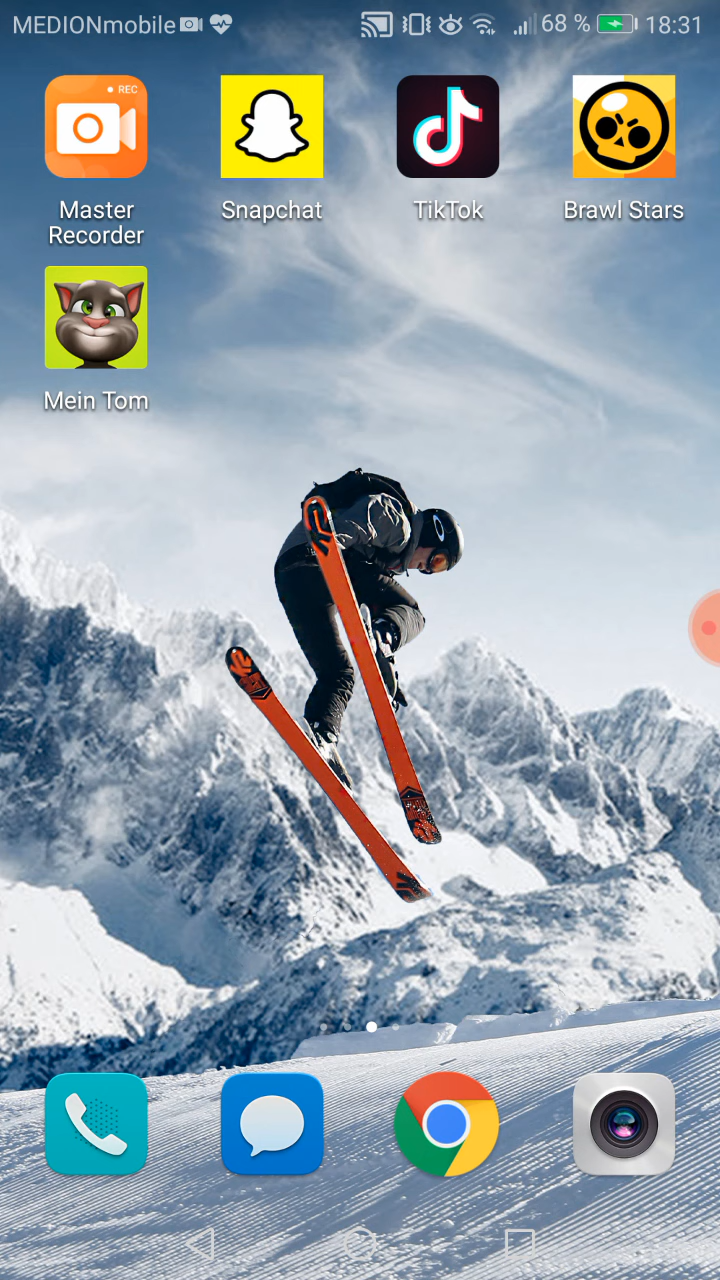 MEDIONmobile 68 % 18:31
REC
Master Recorder
Snapchat
TikTok
Brawl Stars
Mein Tom